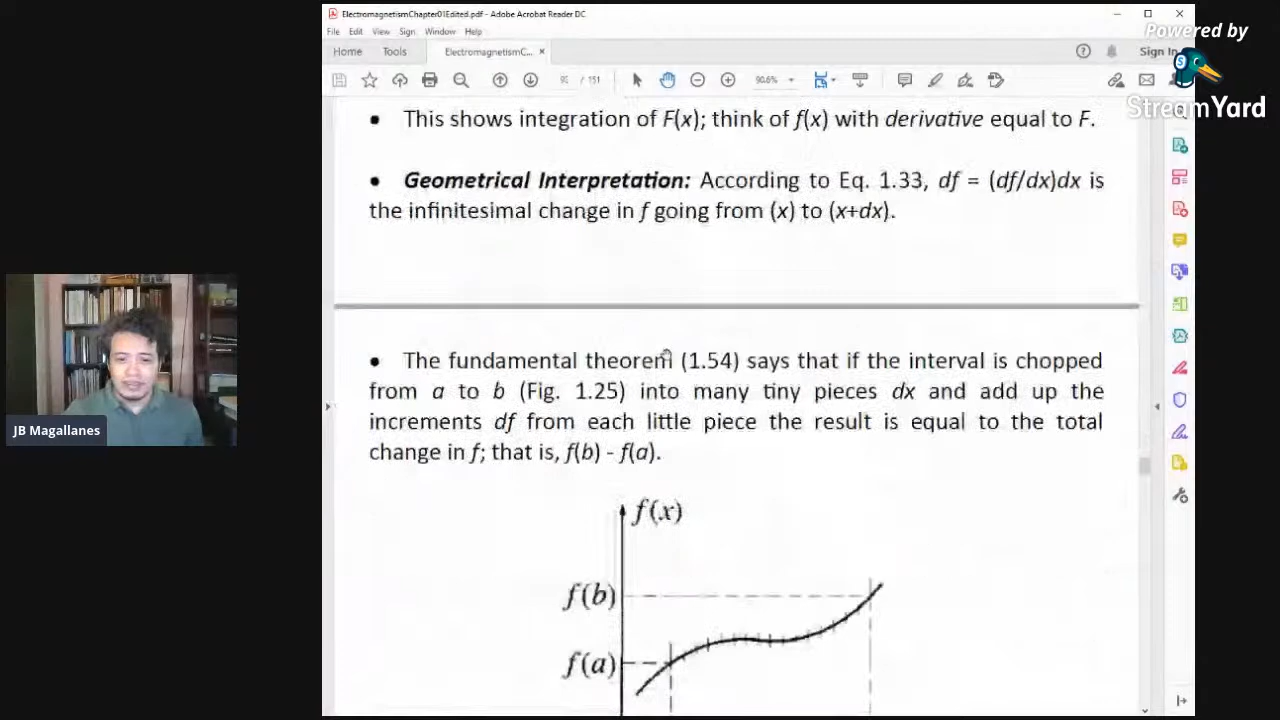 ElectromagnetismChapter01Edited.pdf - Adobe Acrobat Reader DC
File Edit View Sign Window Help
Powered by
Home Tools ElectromagnetismC... × Sign In
/ 151 90.6%
StreamYard
• This shows integration of F(x); think of f(x) with derivative equal to F.
• Geometrical Interpretation: According to Eq. 1.33, df = (df/dx)dx is
the infinitesimal change in f going from (x) to (x+dx).
• The fundamental theorem (1.54) says that if the interval is chopped
from a to b (Fig. 1.25) into many tiny pieces dx and add up the
increments df from each little piece the result is equal to the total
change in f; that is, f(b) - f(a).
JB Magallanes
f(x)
f(b)
f(a)